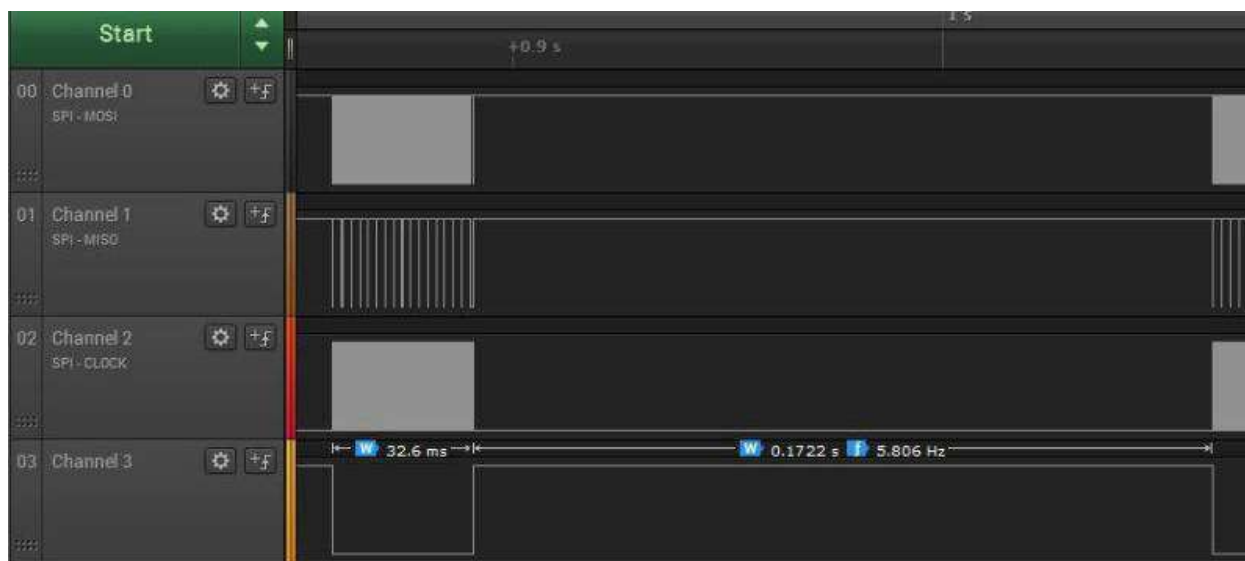 Start
1 s
+0.9 s
00 Channel 0
SPI - MOSI
01 Channel 1
SPI - MISO
02 Channel 2
SPI - CLOCK
W 32.6 ms W 0.1722 s f 5.806 Hz
03 Channel 3